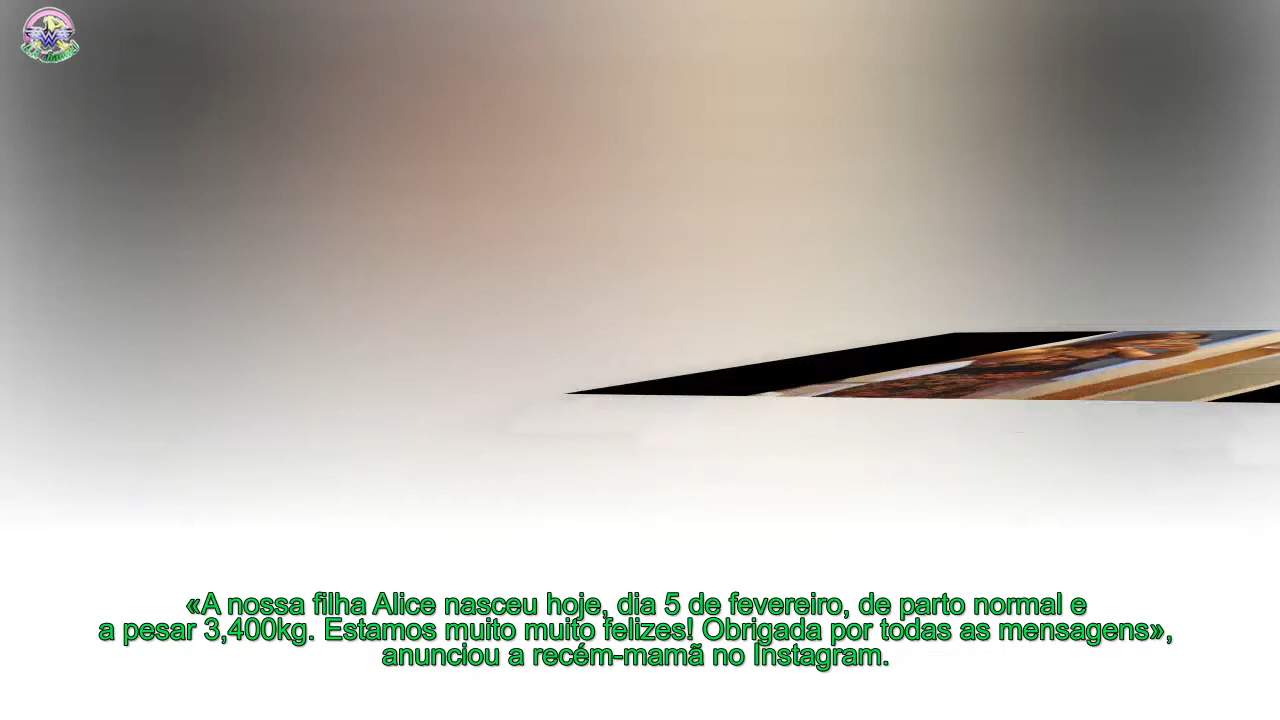 «A nossa filha Alice nasceu hoje, dia 5 de fevereiro, de parto normal e
a pesar 3,400kg. Estamos muito muito felizes! Obrigada por todas as mensagens»,
anunciou a recém-mamã no Instagram.